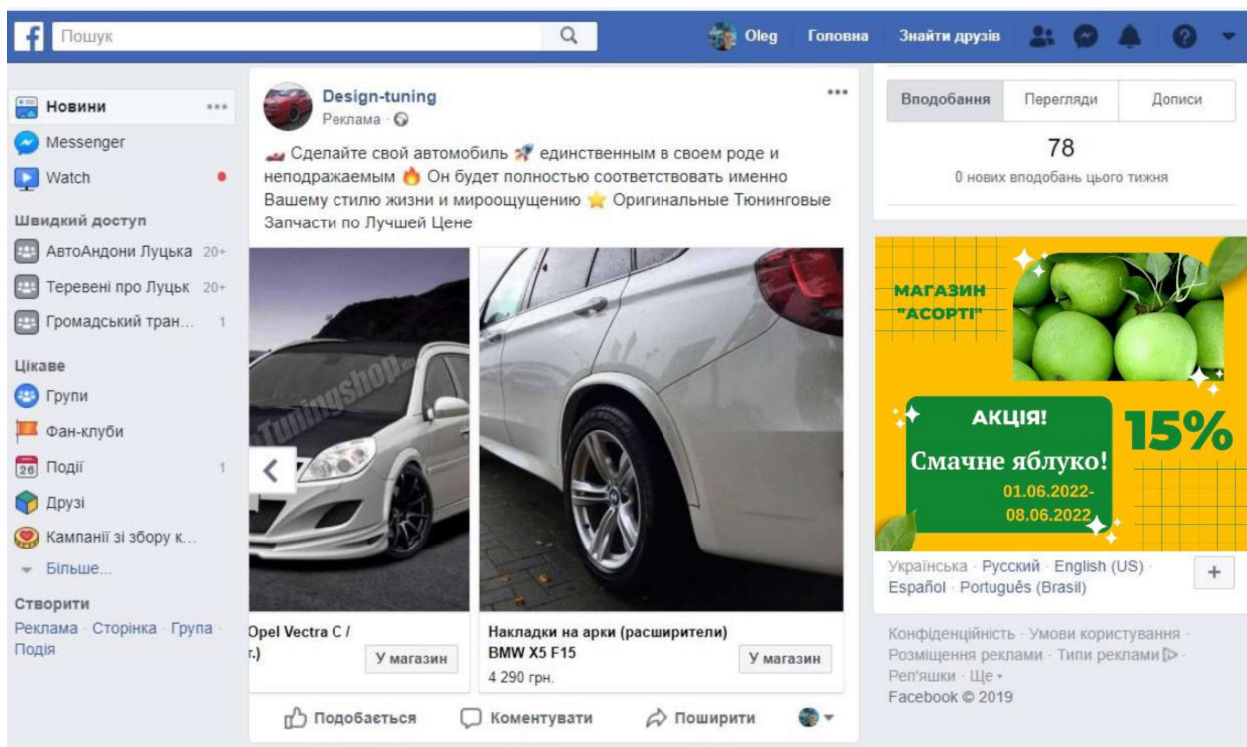 f
Пошук
Oleg
Головна
Знайти друзів
?
Новини
Messenger
Watch
Швидкий доступ
АвтоАндони Луцька 20+
Теревені про Луцьк 20+
Громадський тран... 1
Цікаве
Групи
Фан-клуби
26 Події 1
Друзі
Кампанії зі збору к...
Більше...
Створити
Реклама · Сторінка · Група ·
Подія
Design-tuning
Реклама ·
🏎️ Сделайте свой автомобиль 🚀 единственным в своем роде и
неподражаемым 🔥 Он будет полностью соответствовать именно
Вашему стилю жизни и мироощущению ⭐ Оригинальные Тюнинговые
Запчасти по Лучшей Цене
Tuningshop
Opel Vectra C /
г.)
У магазин
Накладки на арки (расширители)
BMW X5 F15
4 290 грн.
У магазин
Подобається
Коментувати
Поширити
Вподобання
Перегляди
Дописи
78
0 нових вподобань цього тижня
МАГАЗИН
"АСОРТІ"
АКЦІЯ!
15%
Смачне яблуко!
01.06.2022-
08.06.2022
Українська · Русский · English (US) ·
Español · Português (Brasil)
+
Конфіденційність · Умови користування ·
Розміщення реклами · Типи реклами ·
Реп'яшки · Ще
Facebook © 2019